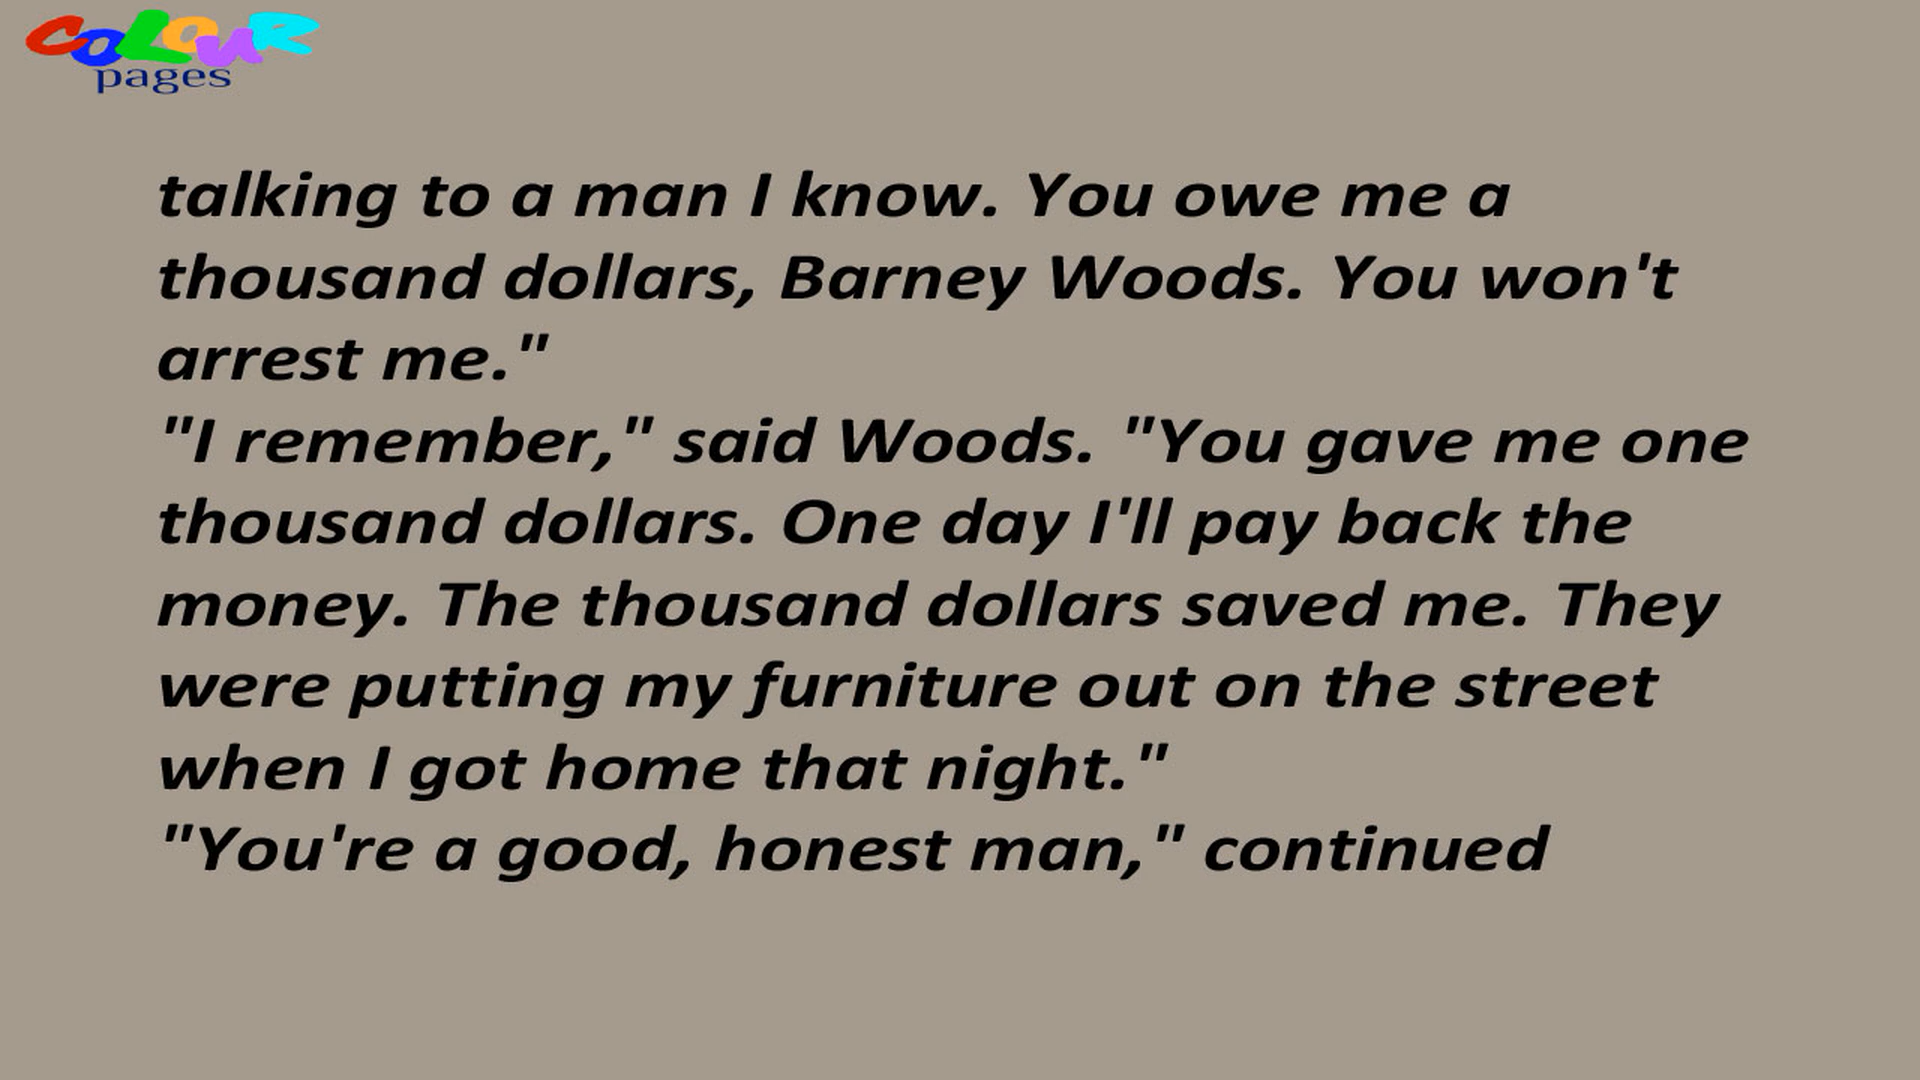 COLOUR
pages
talking to a man I know. You owe me a
thousand dollars, Barney Woods. You won't
arrest me."
"I remember," said Woods. "You gave me one
thousand dollars. One day I'll pay back the
money. The thousand dollars saved me. They
were putting my furniture out on the street
when I got home that night."
"You're a good, honest man," continued